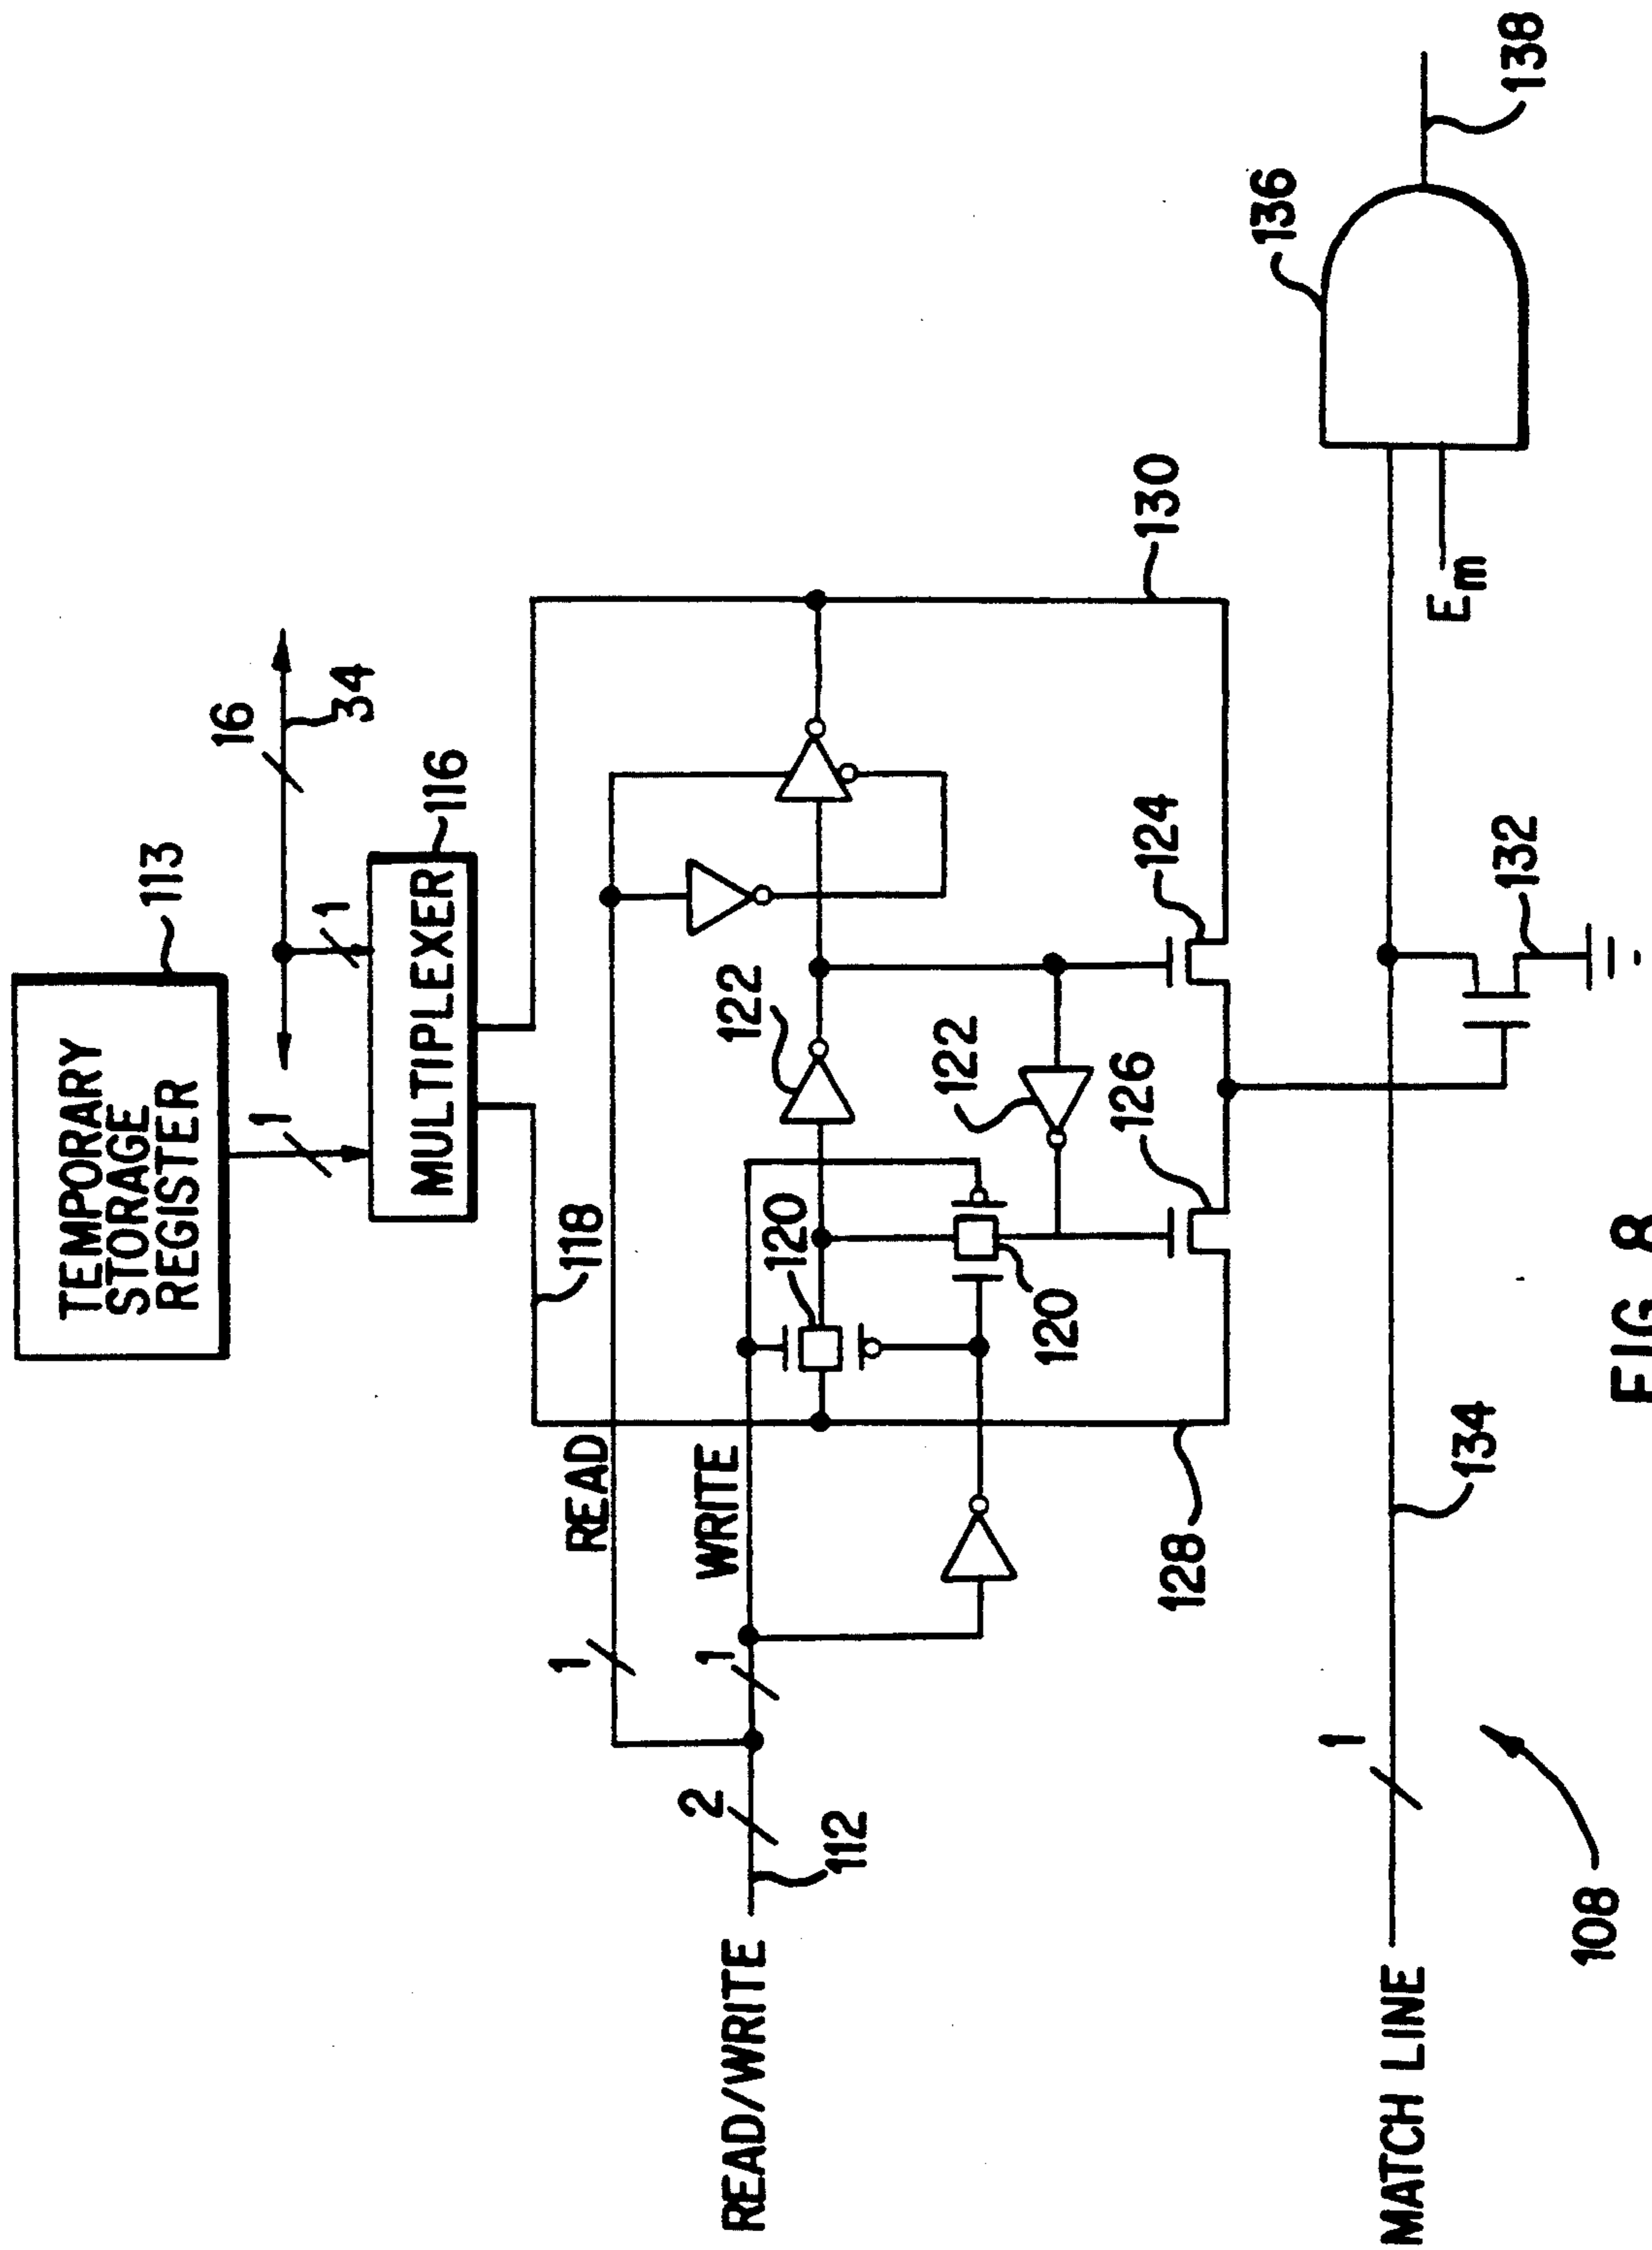 TEMPORARY
STORAGE
REGISTER
113
1
16
34
1
MULTIPLEXER
116
118
READ/WRITE
112
2
1
READ
1
WRITE
120
120
122
122
124
126
128
130
MATCH LINE
1
134
132
Em
136
138
108
FIG. 8